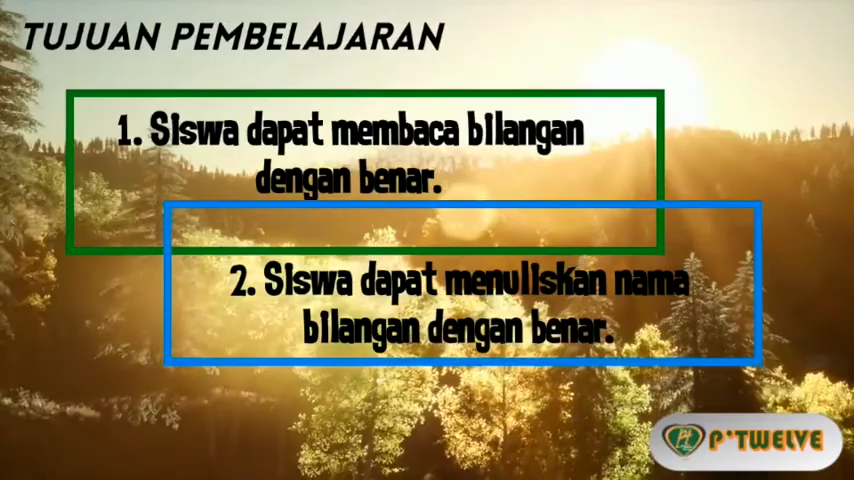 TUJUAN PEMBELAJARAN
1. Siswa dapat membaca bilangan
dengan benar.
2. Siswa dapat menuliskan nama
bilangan dengan benar.
P'TWELVE